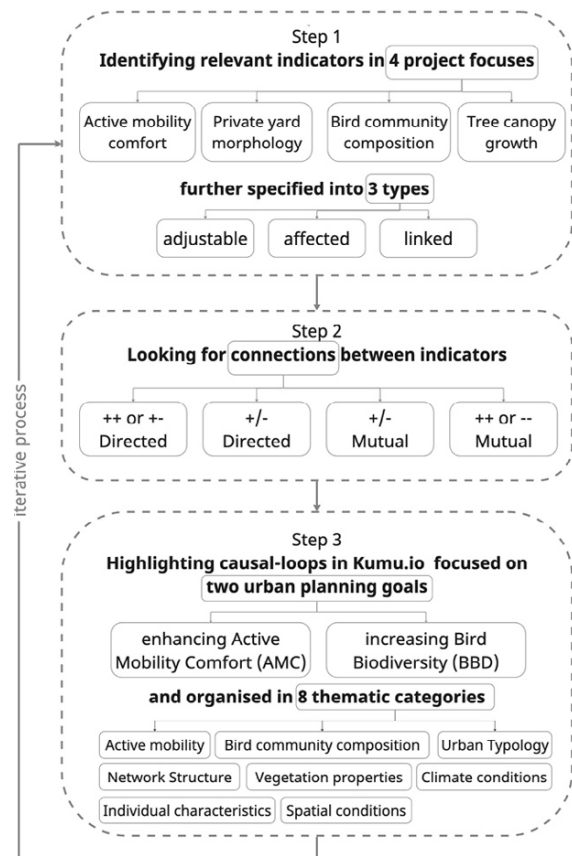 Step 1
Identifying relevant indicators in 4 project focuses
Active mobility comfort
Private yard morphology
Bird community composition
Tree canopy growth
further specified into 3 types
adjustable
affected
linked
Step 2
Looking for connections between indicators
++ or +-
Directed
+/-
Directed
+/-
Mutual
++ or --
Mutual
Step 3
Highlighting causal-loops in Kumu.io focused on
two urban planning goals
enhancing Active
Mobility Comfort (AMC)
increasing Bird
Biodiversity (BBD)
and organised in 8 thematic categories
Active mobility
Bird community composition
Urban Typology
Network Structure
Vegetation properties
Climate conditions
Individual characteristics
Spatial conditions
iterative process